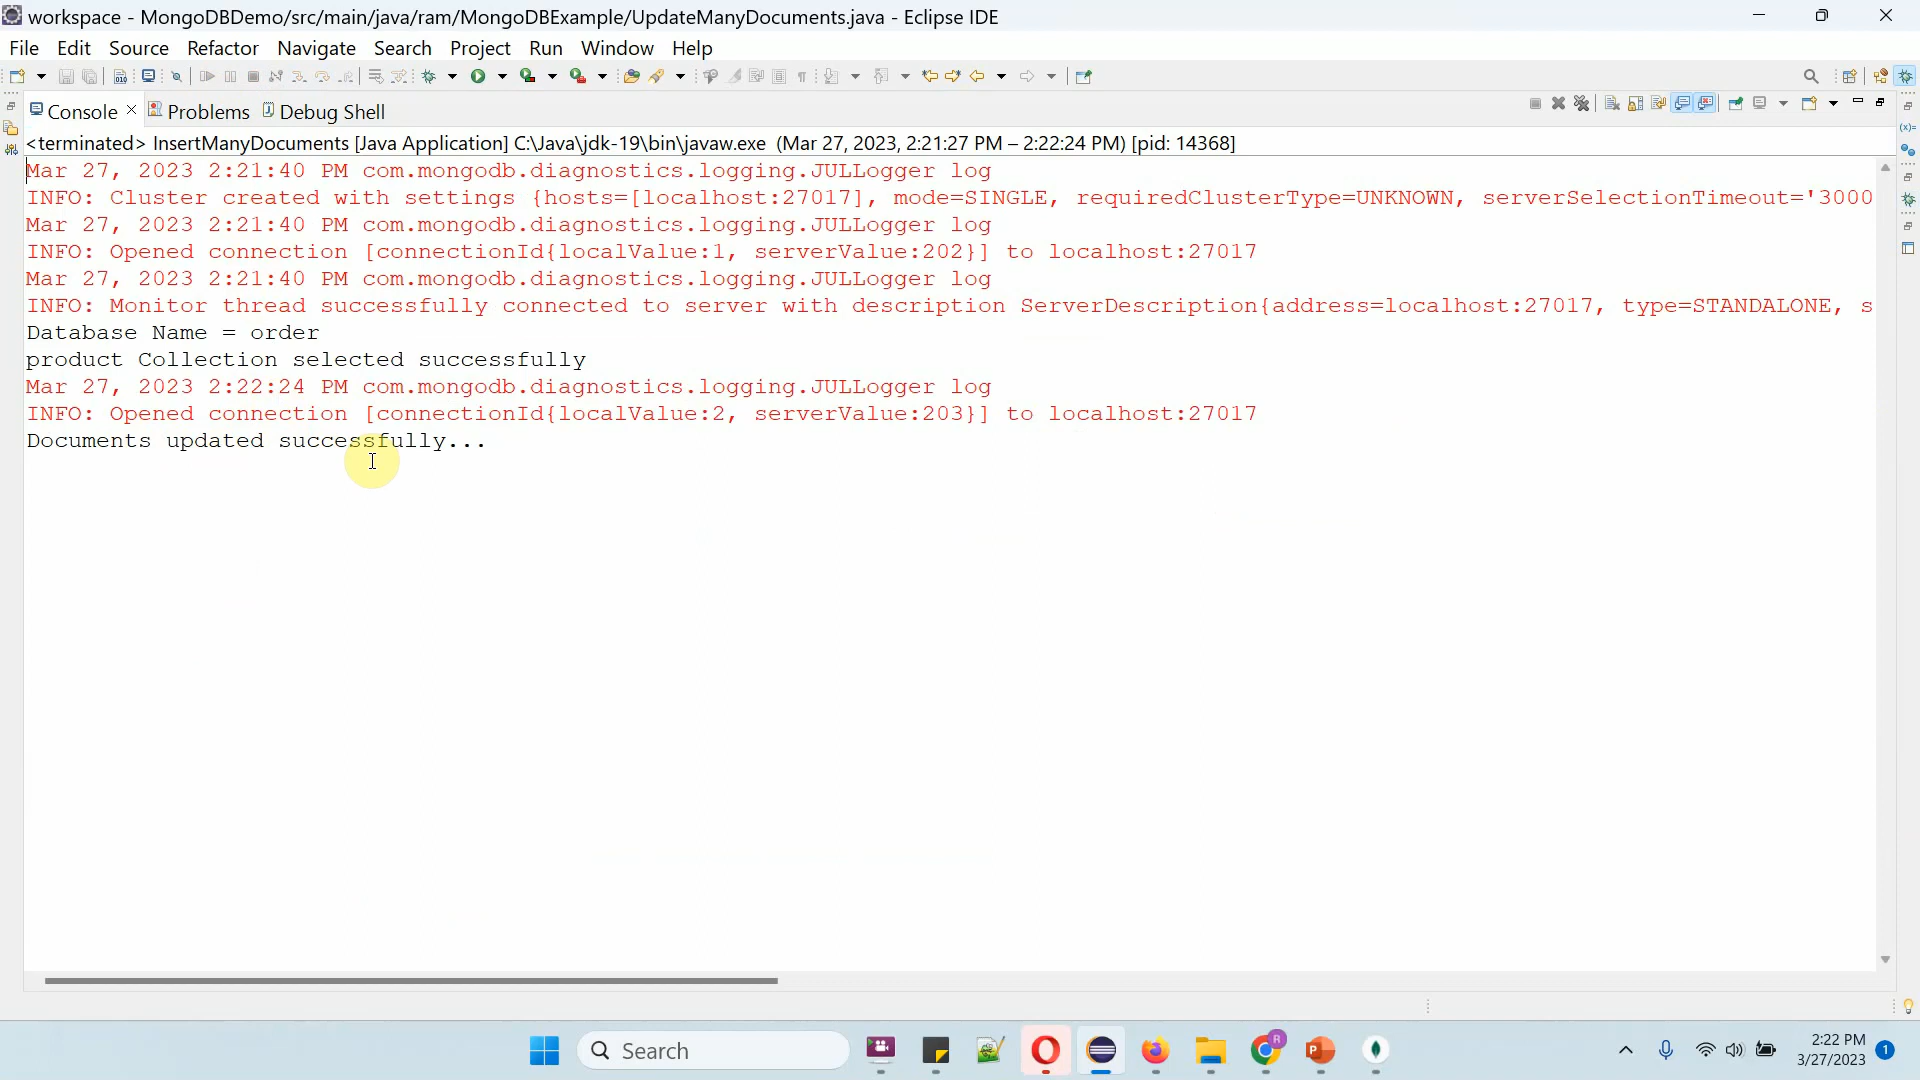 workspace - MongoDBDemo/src/main/java/ram/MongoDBExample/UpdateManyDocuments.java - Eclipse IDE
File Edit Source Refactor Navigate Search Project Run Window Help
Console Problems Debug Shell
<terminated> InsertManyDocuments [Java Application] C:\Java\jdk-19\bin\javaw.exe (Mar 27, 2023, 2:21:27 PM – 2:22:24 PM) [pid: 14368]
Mar 27, 2023 2:21:40 PM com.mongodb.diagnostics.logging.JULLogger log
INFO: Cluster created with settings {hosts=[localhost:27017], mode=SINGLE, requiredClusterType=UNKNOWN, serverSelectionTimeout='3000
Mar 27, 2023 2:21:40 PM com.mongodb.diagnostics.logging.JULLogger log
INFO: Opened connection [connectionId{localValue:1, serverValue:202}] to localhost:27017
Mar 27, 2023 2:21:40 PM com.mongodb.diagnostics.logging.JULLogger log
INFO: Monitor thread successfully connected to server with description ServerDescription{address=localhost:27017, type=STANDALONE, s
Database Name = order
product Collection selected successfully
Mar 27, 2023 2:22:24 PM com.mongodb.diagnostics.logging.JULLogger log
INFO: Opened connection [connectionId{localValue:2, serverValue:203}] to localhost:27017
Documents updated successfully...
Search
2:22 PM
3/27/2023
1